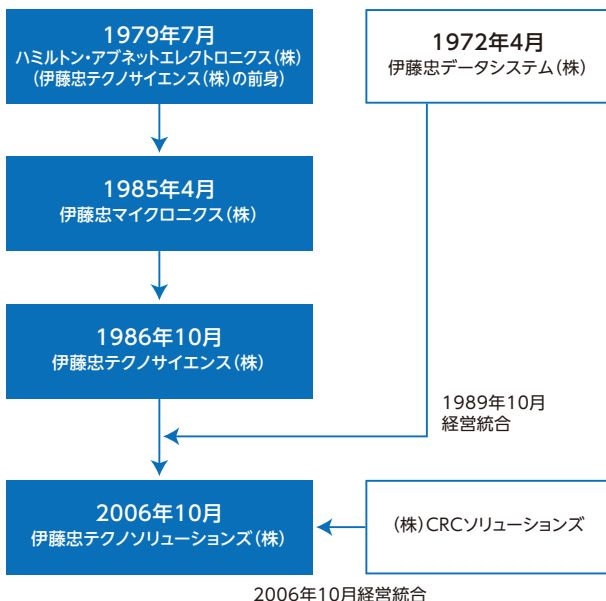 1979年7月
ハミルトン・アブネットエレクトロニクス(株)
(伊藤忠テクノサイエンス(株)の前身)
1972年4月
伊藤忠データシステム(株)
1985年4月
伊藤忠マイクロニクス(株)
1986年10月
伊藤忠テクノサイエンス(株)
1989年10月
経営統合
2006年10月
伊藤忠テクノソリューションズ(株)
(株)CRCソリューションズ
2006年10月経営統合